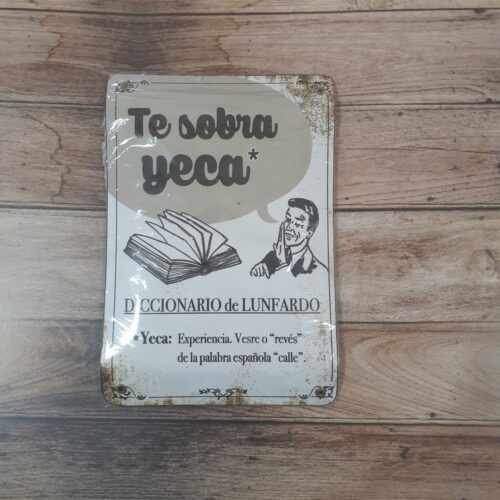 Te sobra
yeca*
DICCIONARIO de LUNFARDO
*Yeca: Experiencia. Vesre o "revés"
de la palabra española "calle".